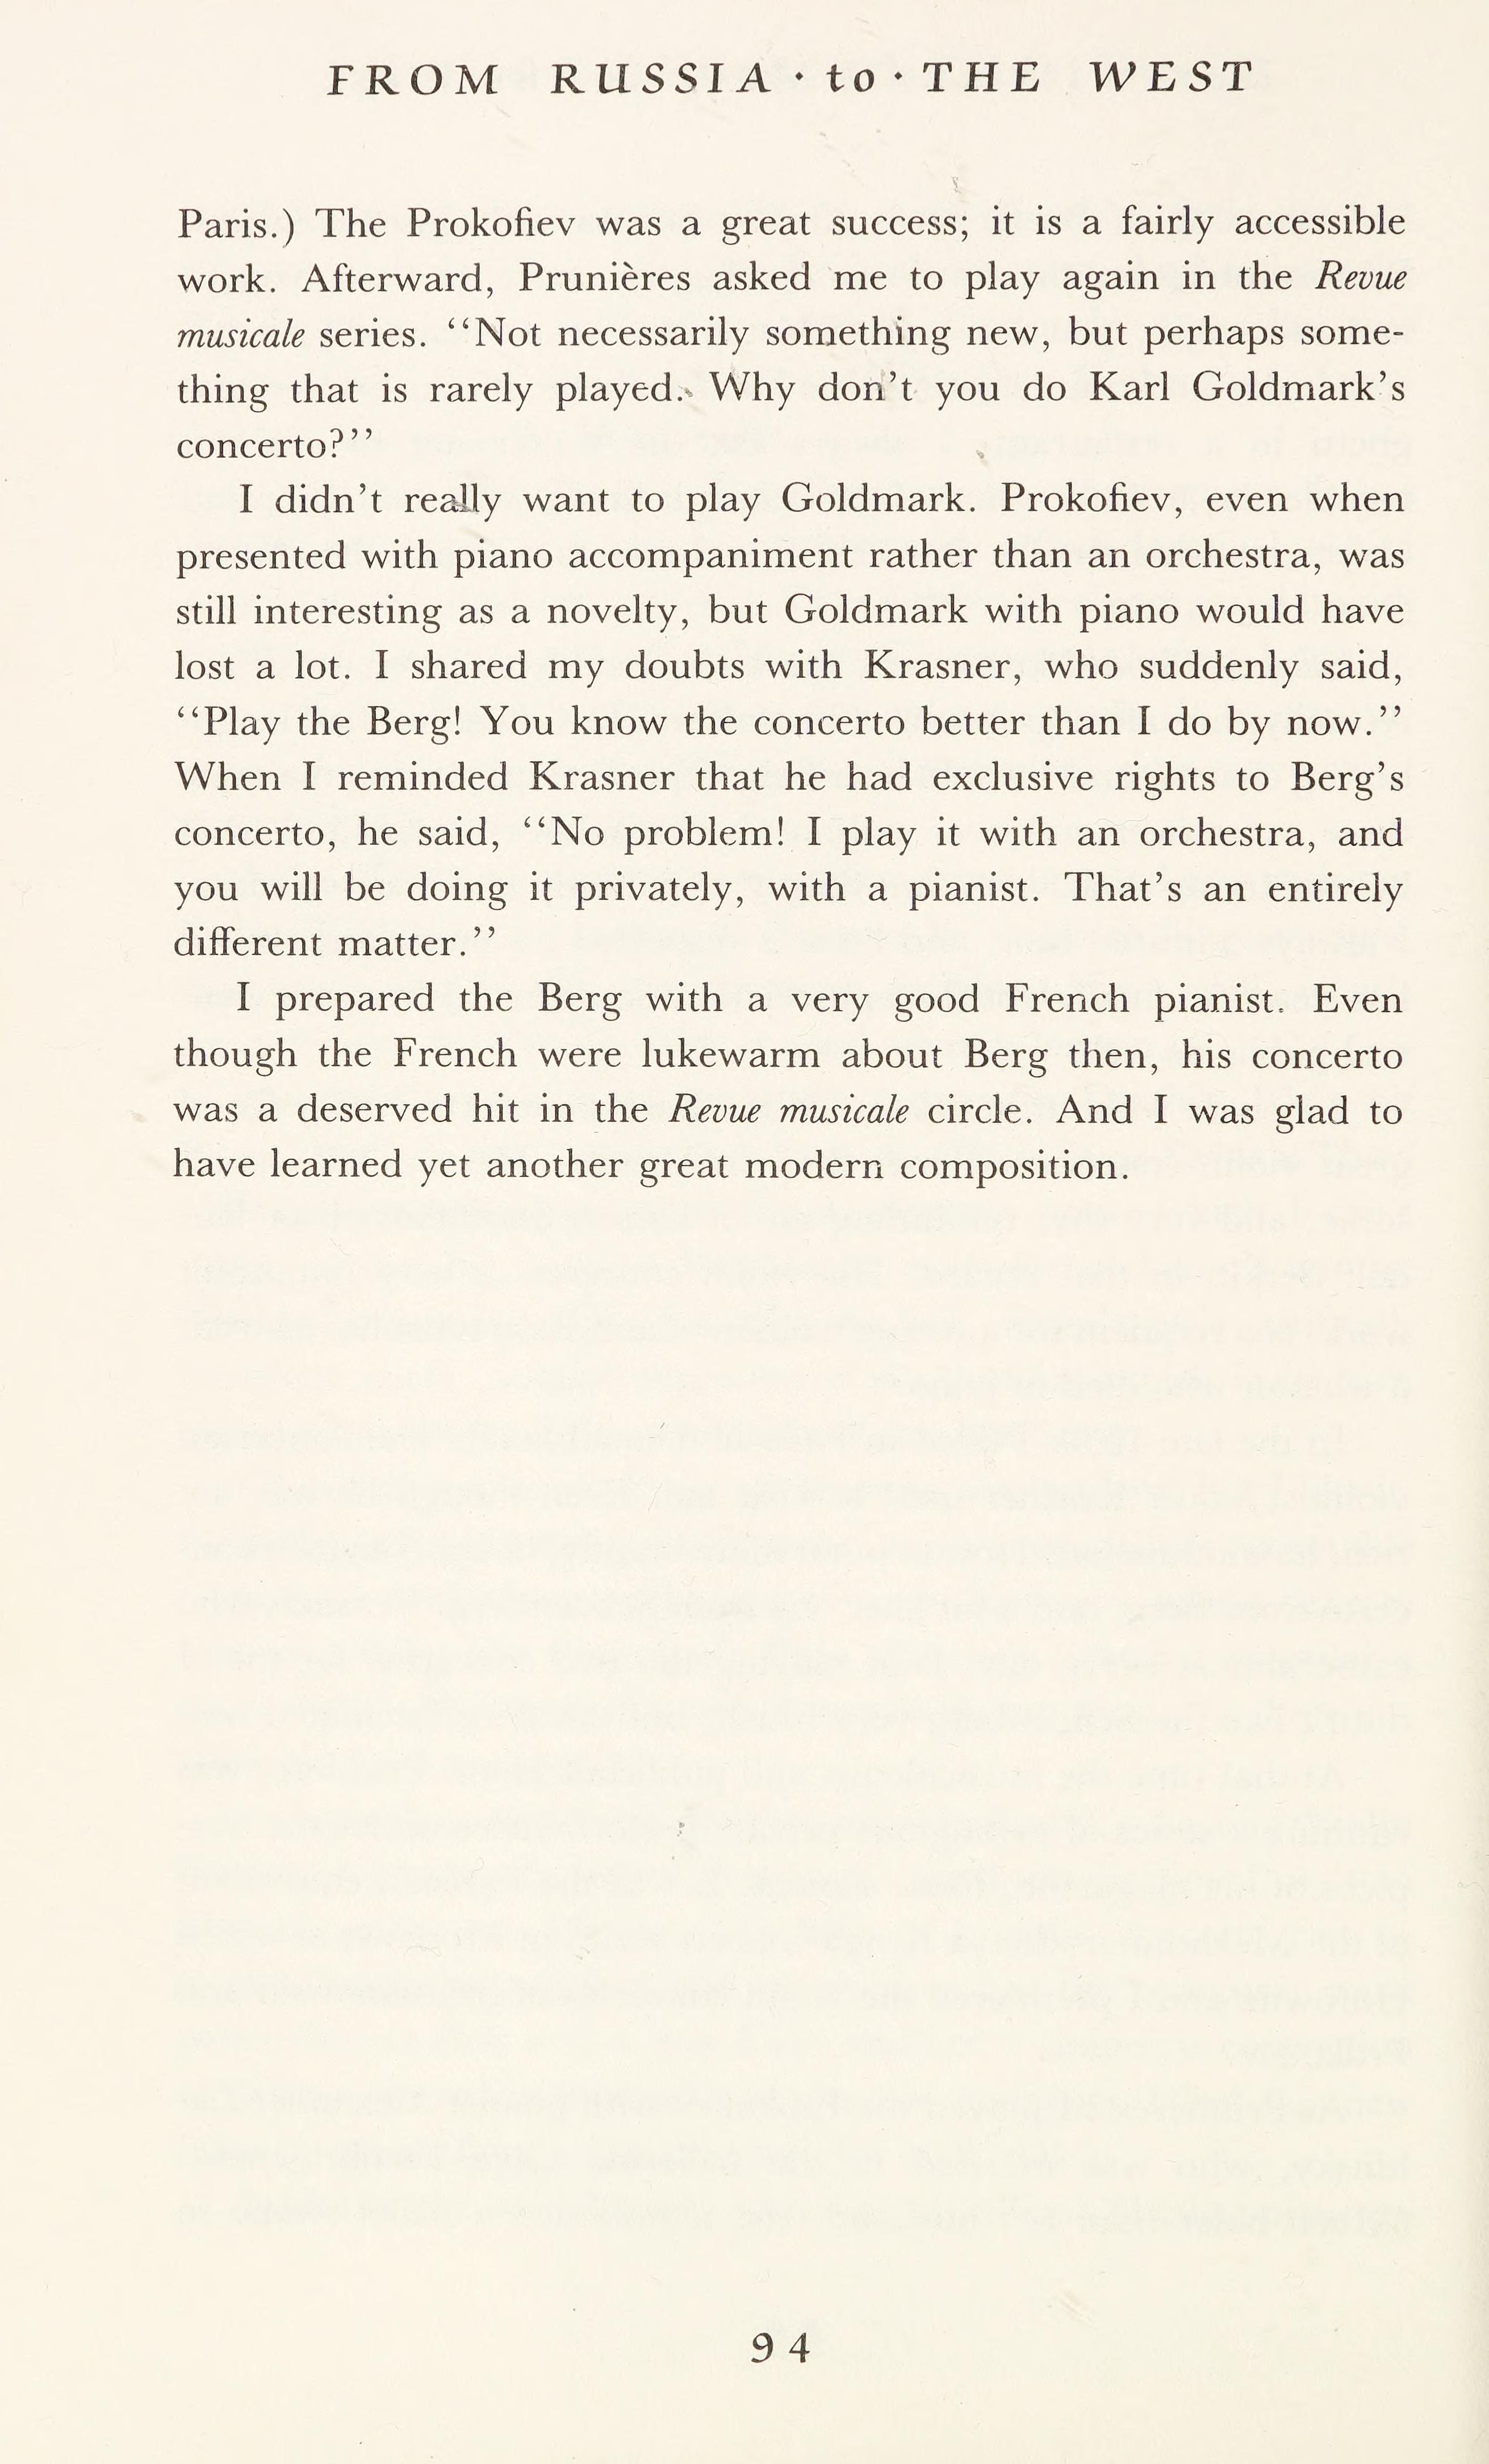 FROM RUSSIA · to · THE WEST
Paris.) The Prokofiev was a great success; it is a fairly accessible
work. Afterward, Prunières asked me to play again in the Revue
musicale series. ‘‘Not necessarily something new, but perhaps some-
thing that is rarely played. Why don’t you do Karl Goldmark’s
concerto?’’
I didn’t really want to play Goldmark. Prokofiev, even when
presented with piano accompaniment rather than an orchestra, was
still interesting as a novelty, but Goldmark with piano would have
lost a lot. I shared my doubts with Krasner, who suddenly said,
‘‘Play the Berg! You know the concerto better than I do by now.’’
When I reminded Krasner that he had exclusive rights to Berg’s
concerto, he said, ‘‘No problem! I play it with an orchestra, and
you will be doing it privately, with a pianist. That’s an entirely
different matter.’’
I prepared the Berg with a very good French pianist. Even
though the French were lukewarm about Berg then, his concerto
was a deserved hit in the Revue musicale circle. And I was glad to
have learned yet another great modern composition.
94